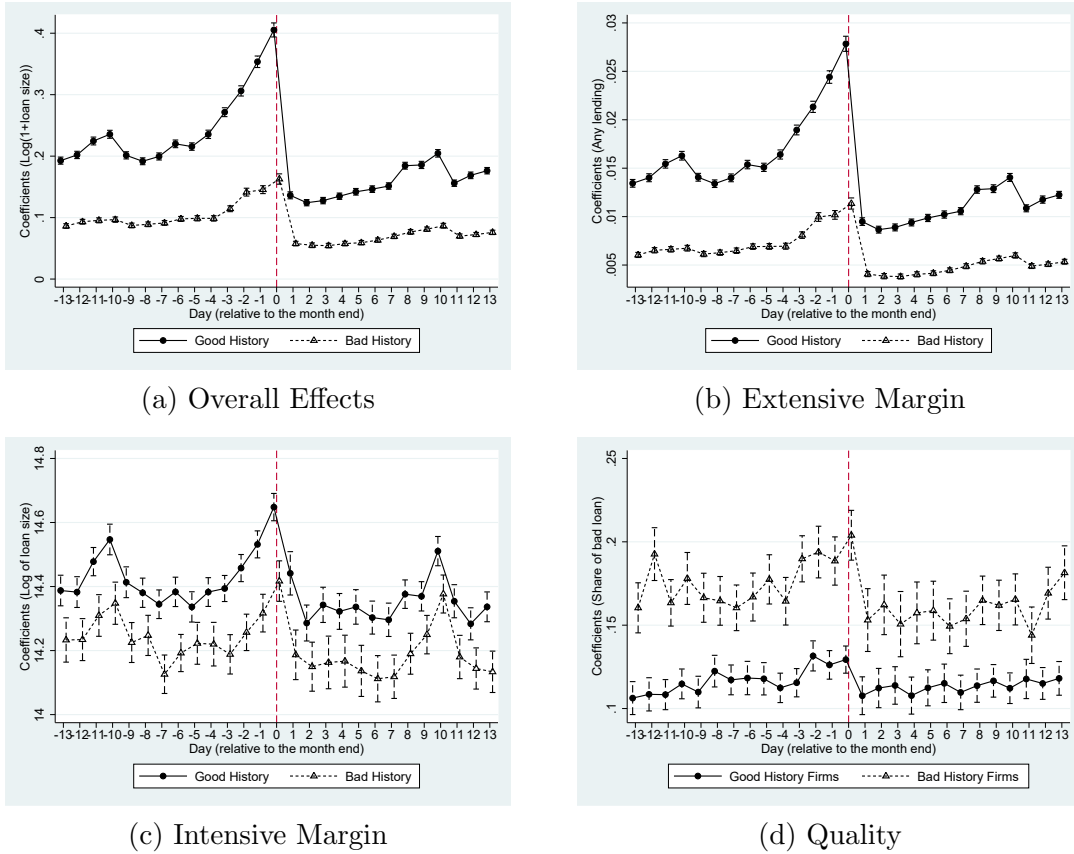 Coefficients (Log(1+loan size))
.4
.3
.2
.1
0
-13-12-11-10-9 -8 -7 -6 -5 -4 -3 -2 -1 0 1 2 3 4 5 6 7 8 9 10 11 12 13
Day (relative to the month end)
Good History Bad History
(a) Overall Effects
Coefficients (Any lending)
.03
.025
.02
.015
.01
.005
-13-12-11-10-9 -8 -7 -6 -5 -4 -3 -2 -1 0 1 2 3 4 5 6 7 8 9 10 11 12 13
Day (relative to the month end)
Good History Bad History
(b) Extensive Margin
Coefficients (Log of loan size)
14.8
14.6
14.4
14.2
14
-13-12-11-10-9 -8 -7 -6 -5 -4 -3 -2 -1 0 1 2 3 4 5 6 7 8 9 10 11 12 13
Day (relative to the month end)
Good History Bad History
(c) Intensive Margin
Coefficients (Share of bad loan)
.25
.2
.15
.1
-13-12-11-10-9 -8 -7 -6 -5 -4 -3 -2 -1 0 1 2 3 4 5 6 7 8 9 10 11 12 13
Day (relative to the month end)
Good History Firms Bad History Firms
(d) Quality